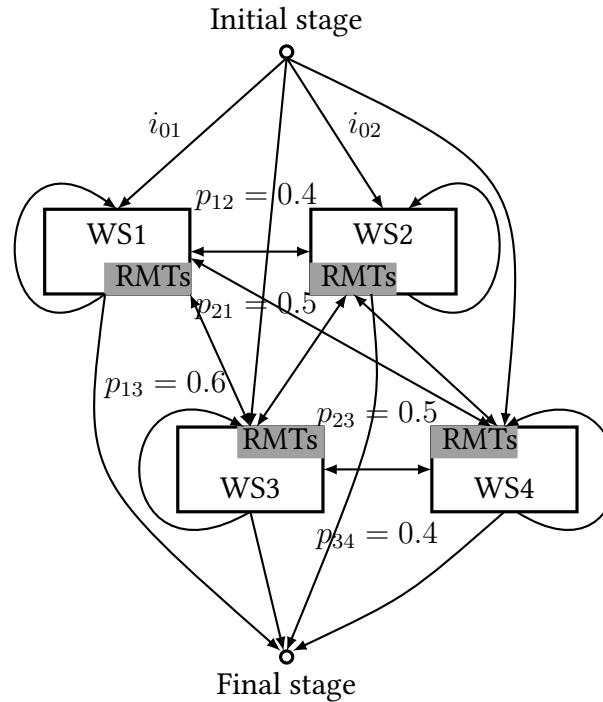 Initial stage
i₀₁
i₀₂
p₁₂ = 0.4
WS1
WS2
RMTs
RMTs
p₂₁ = 0.5
p₁₃ = 0.6
p₂₃ = 0.5
RMTs
RMTs
WS3
WS4
p₃₄ = 0.4
Final stage